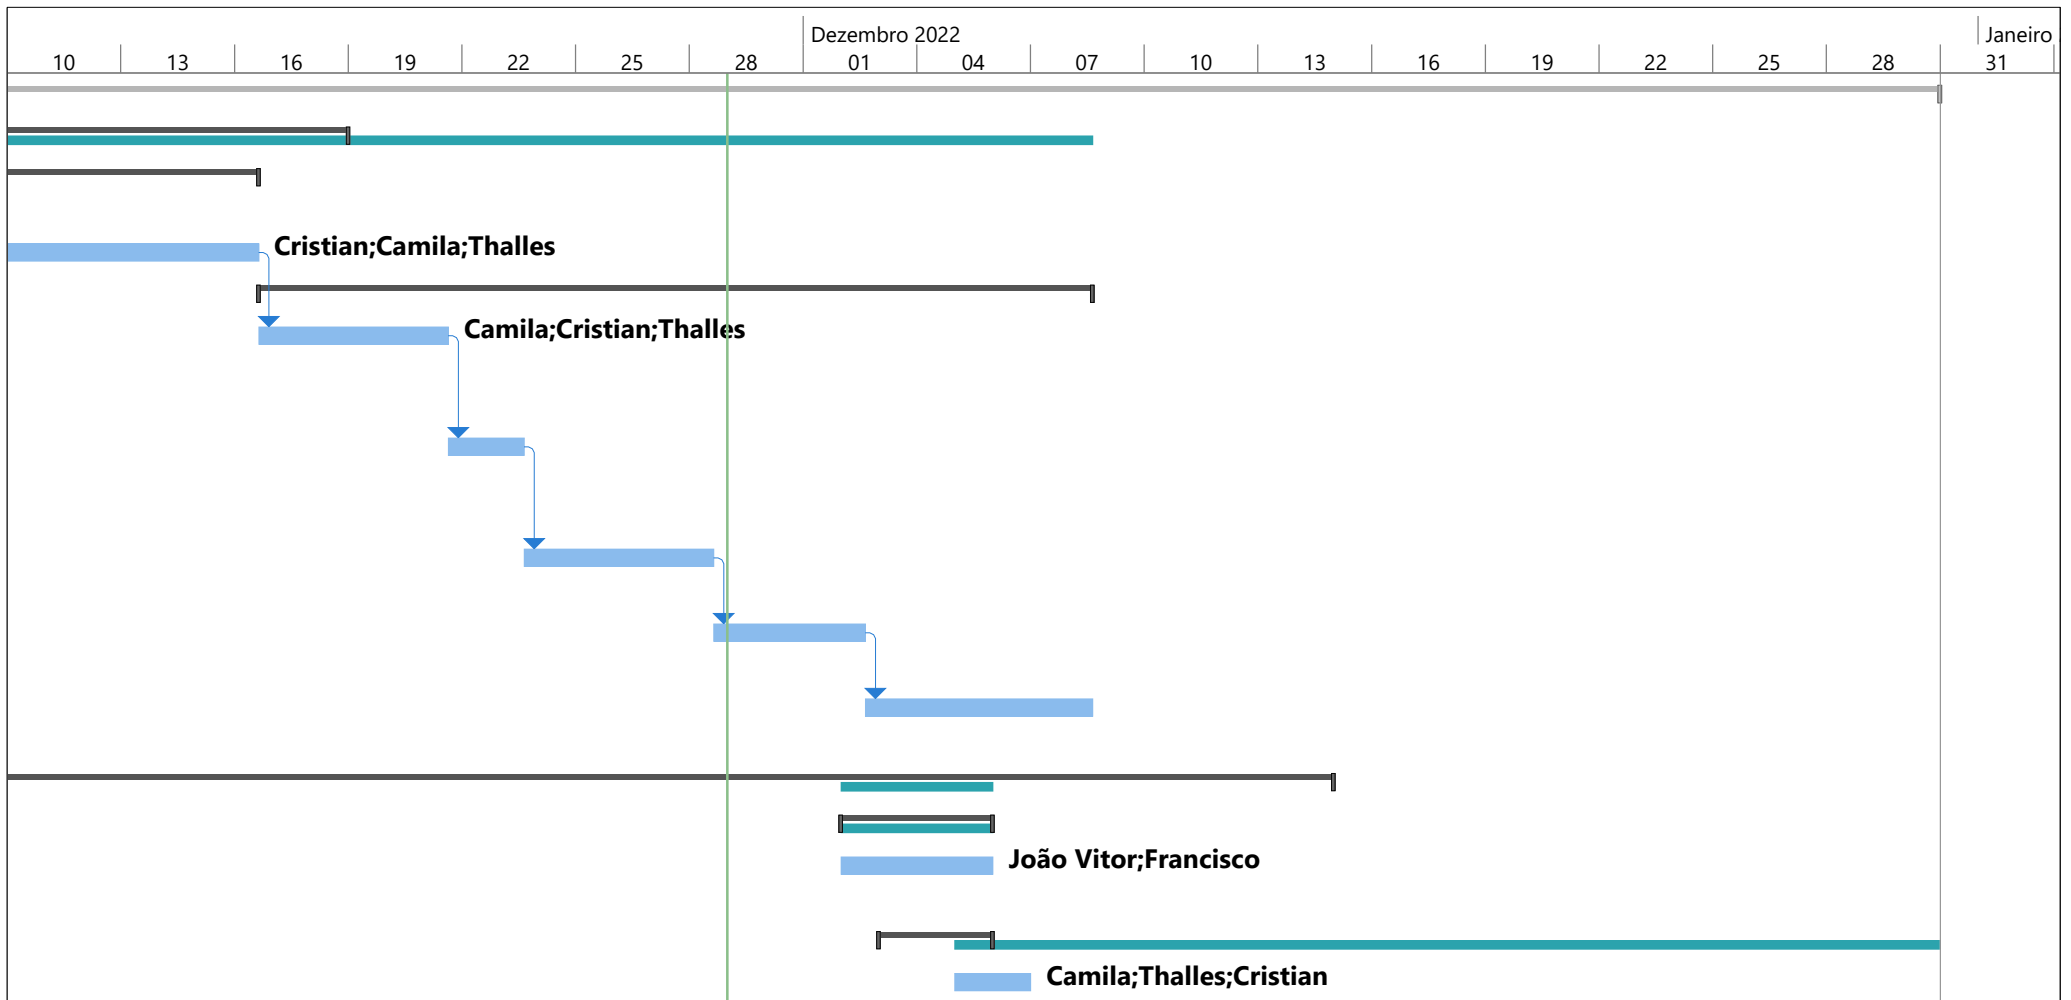 Dezembro 2022 Janeiro
10 13 16 19 22 25 28 01 04 07 10 13 16 19 22 25 28 31
Cristian;Camila;Thalles
Camila;Cristian;Thalles
João Vitor;Francisco
Camila;Thalles;Cristian